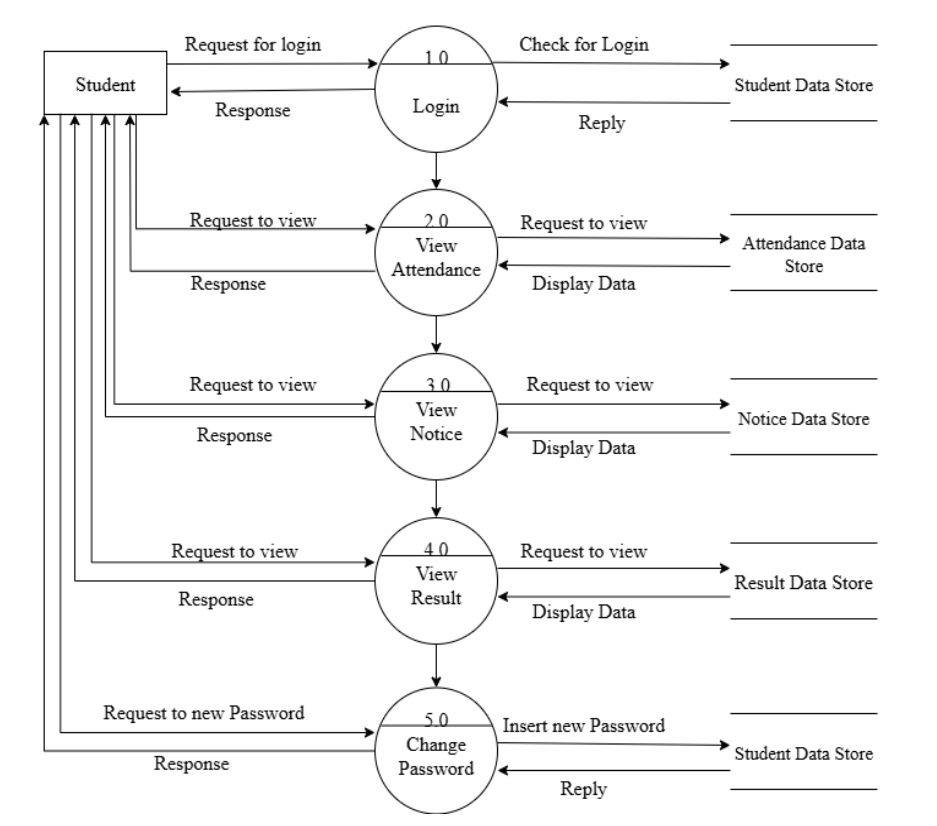 Request for login
1.0
Check for Login
Student
Student Data Store
Login
Response
Reply
Request to view
2.0
Request to view
View
Attendance
Attendance Data
Store
Response
Display Data
Request to view
3.0
Request to view
View
Notice
Notice Data Store
Response
Display Data
Request to view
4.0
Request to view
View
Result
Result Data Store
Response
Display Data
Request to new Password
5.0
Insert new Password
Change
Password
Student Data Store
Response
Reply